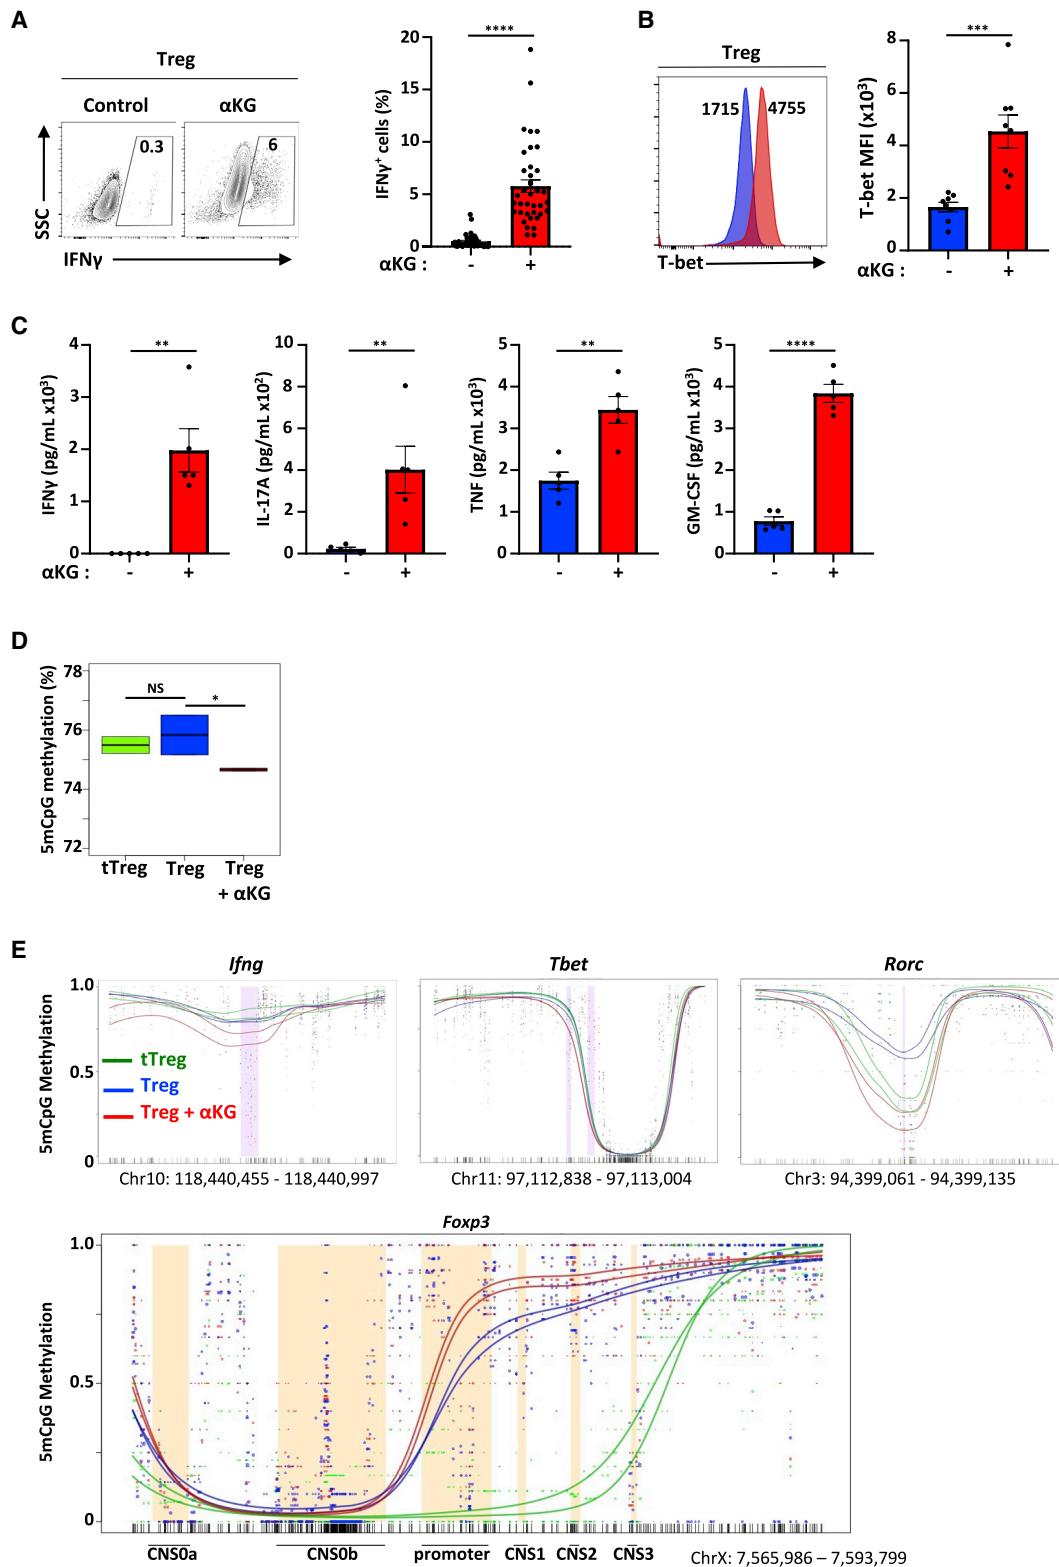 A
Treg
Control
αKG
0.3
6
SSC
IFNγ
20
15
10
5
0
IFNγ+ cells (%)
****
αKG :
-
+
B
Treg
1715
4755
T-bet
8
6
4
2
0
T-bet MFI (x10³)
***
αKG :
-
+
C
4
3
2
1
0
IFNγ (pg/mL x10³)
**
αKG :
-
+
10
8
6
4
2
0
IL-17A (pg/mL x10²)
**
-
+
5
4
3
2
1
0
TNF (pg/mL x10³)
**
-
+
5
4
3
2
1
0
GM-CSF (pg/mL x10³)
****
-
+
D
78
76
74
72
5mCpG methylation (%)
NS
*
tTreg
Treg
Treg
+ αKG
E
Ifng
Tbet
Rorc
1.0
0.5
0
5mCpG Methylation
tTreg
Treg
Treg + αKG
Chr10: 118,440,455 - 118,440,997
Chr11: 97,112,838 - 97,113,004
Chr3: 94,399,061 - 94,399,135
Foxp3
1.0
0.5
0
5mCpG Methylation
CNS0a
CNS0b
promoter
CNS1
CNS2
CNS3
ChrX: 7,565,986 – 7,593,799